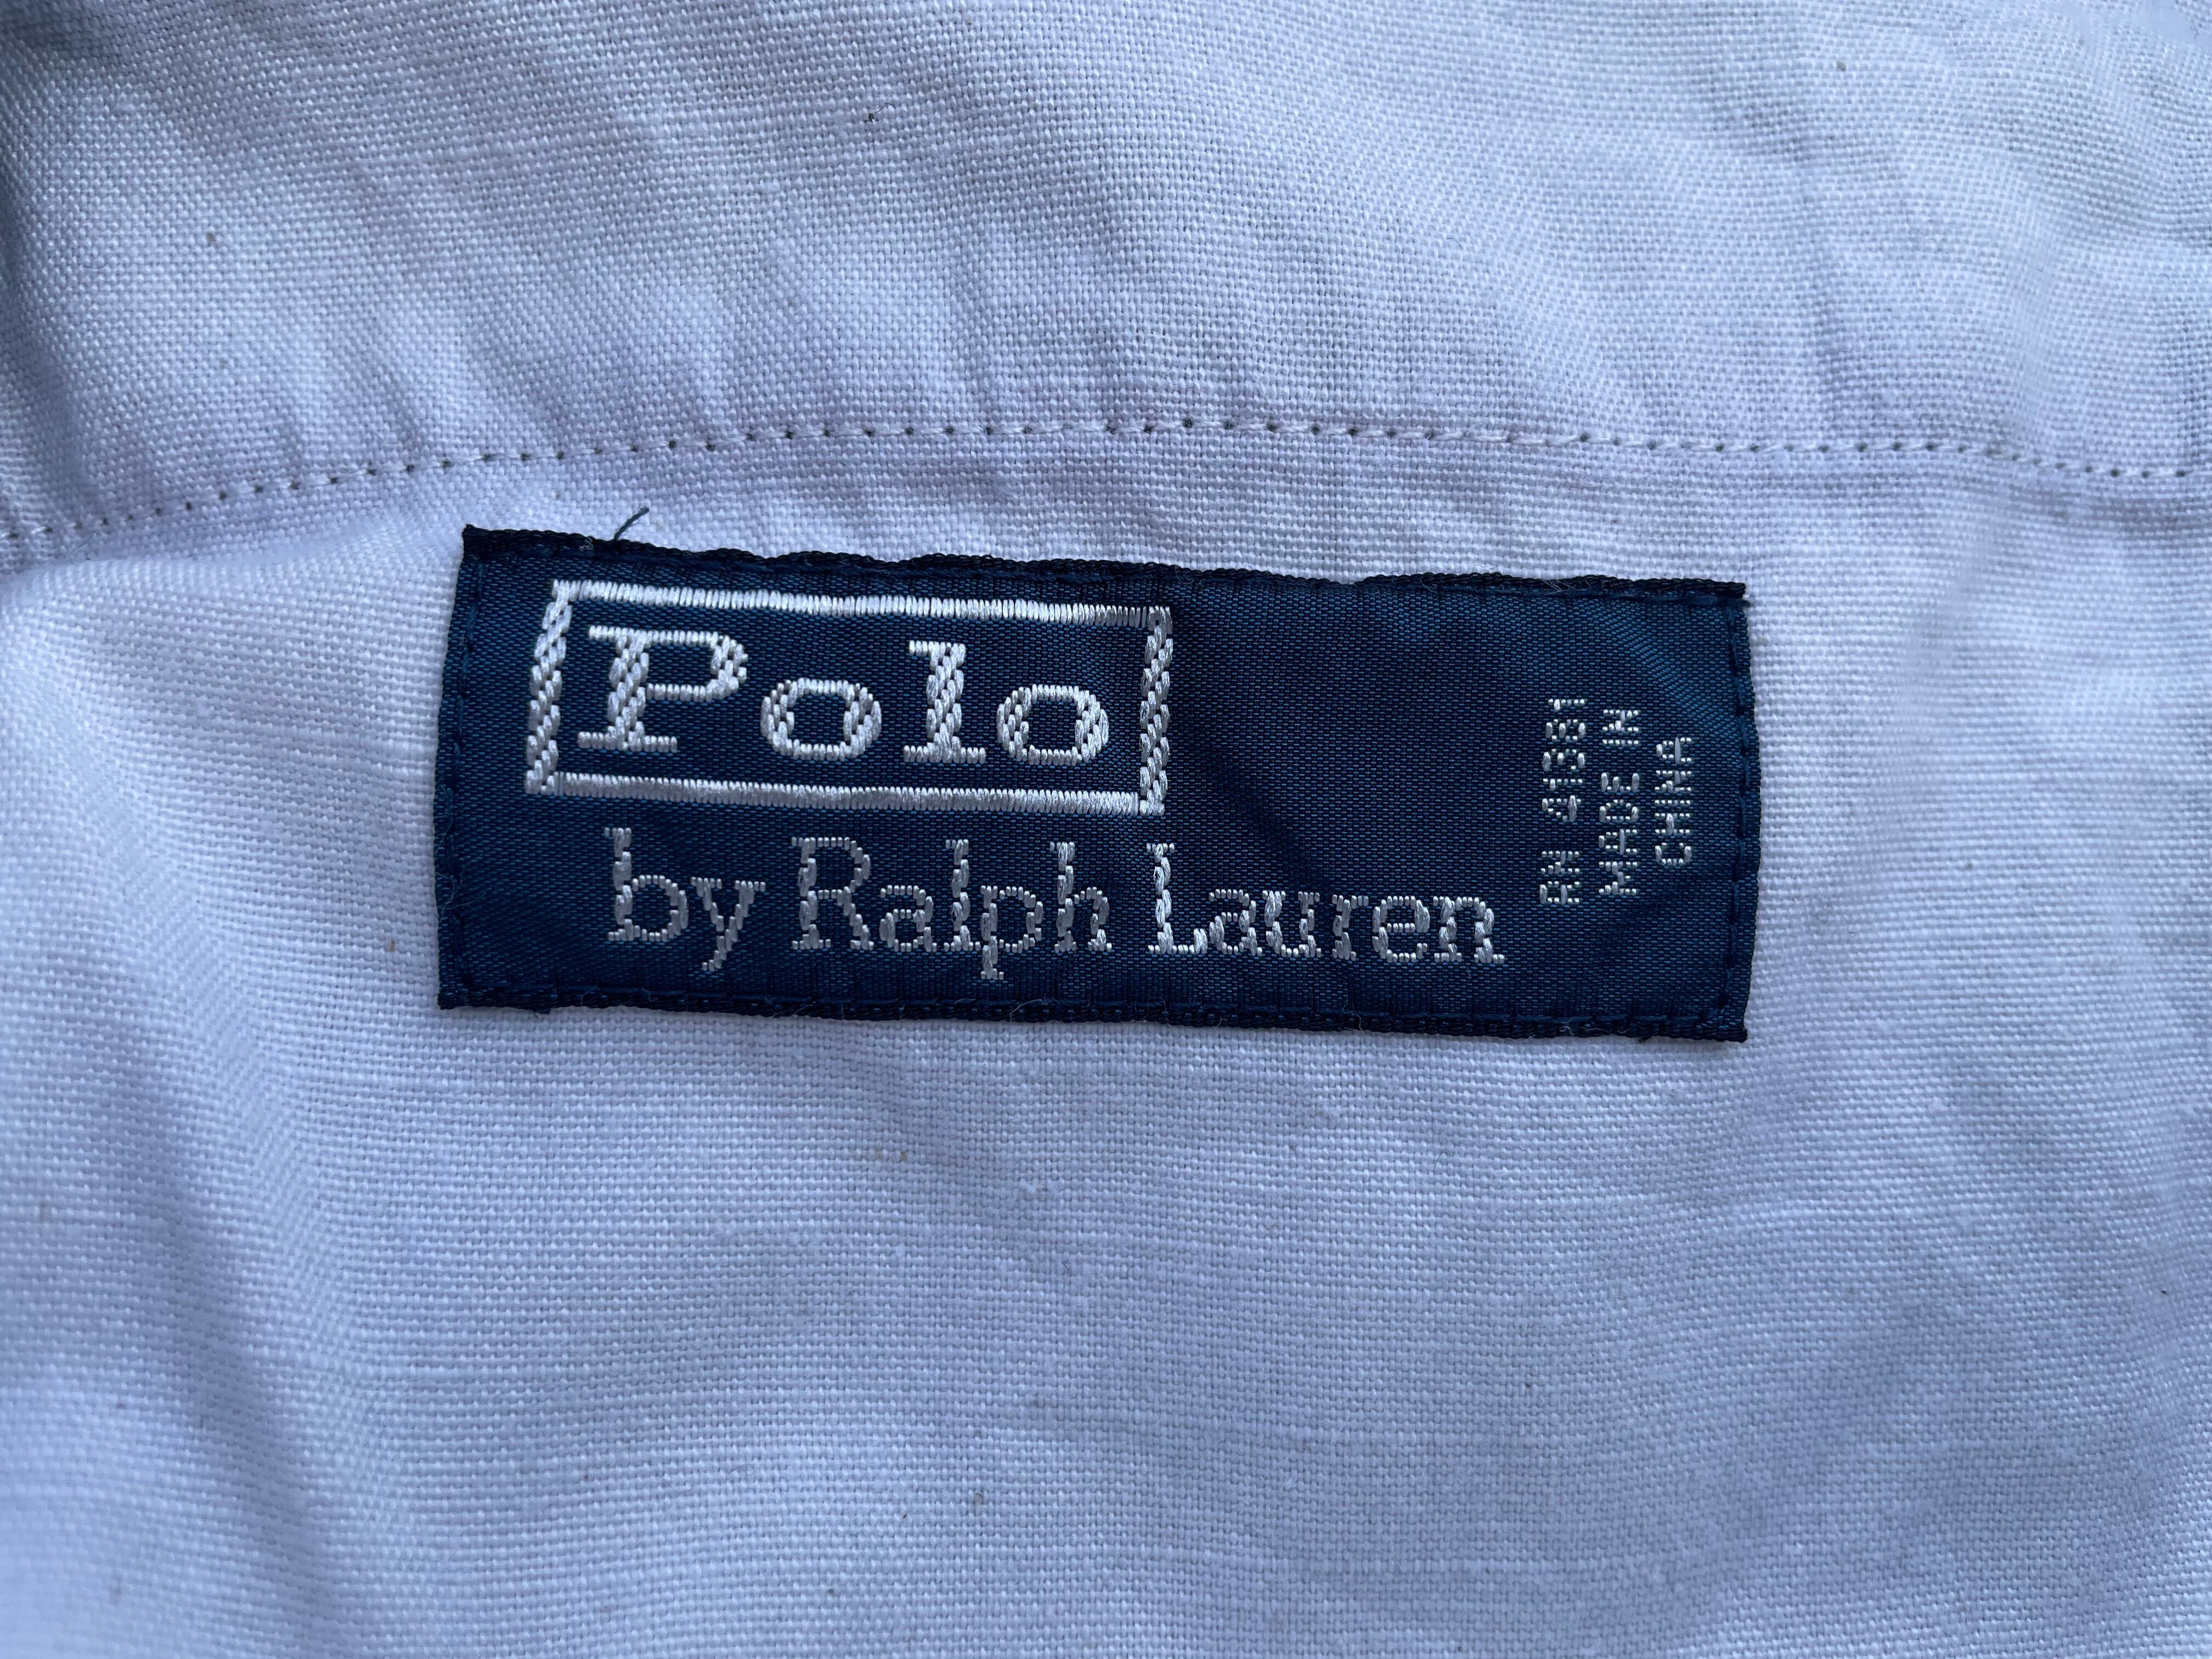 Polo
by Ralph Lauren
RN 41381
MADE IN
CHINA